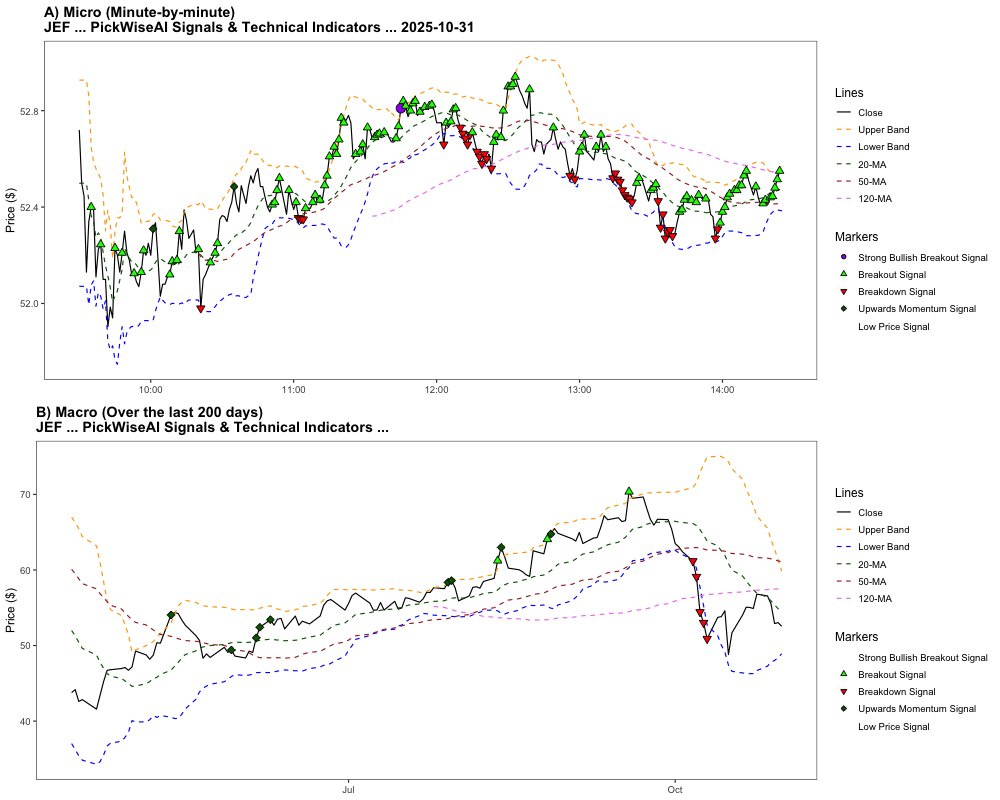 A) Micro (Minute-by-minute)
JEF ... PickWiseAI Signals & Technical Indicators ... 2025-10-31
Price ($)
52.8
52.4
52.0
10:00
11:00
12:00
13:00
14:00
Lines
Close
Upper Band
Lower Band
20-MA
50-MA
120-MA
Markers
Strong Bullish Breakout Signal
Breakout Signal
Breakdown Signal
Upwards Momentum Signal
Low Price Signal
B) Macro (Over the last 200 days)
JEF ... PickWiseAI Signals & Technical Indicators ...
Price ($)
70
60
50
40
Jul
Oct
Lines
Close
Upper Band
Lower Band
20-MA
50-MA
120-MA
Markers
Strong Bullish Breakout Signal
Breakout Signal
Breakdown Signal
Upwards Momentum Signal
Low Price Signal